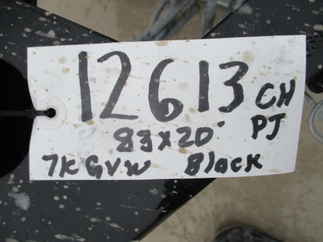 12613 CH
83x20' PJ
7K GVW Black